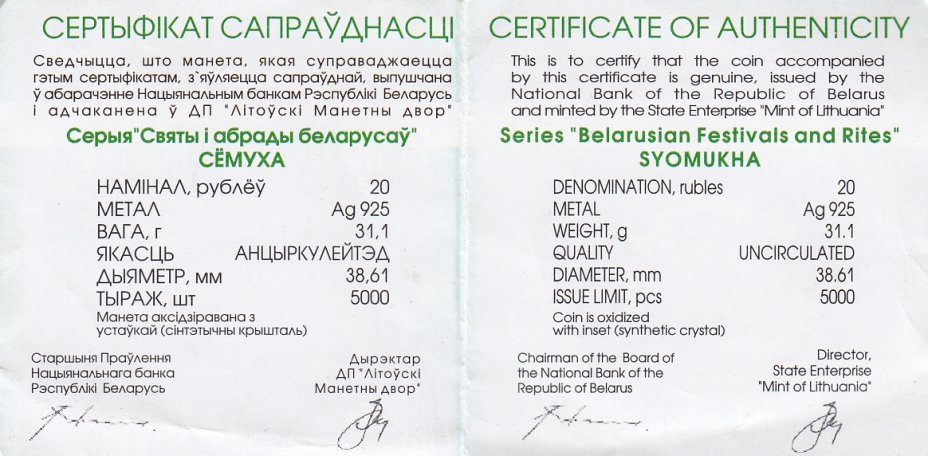 СЕРТЫФІКАТ САПРАЎДНАСЦІ
Сведчыцца, што манета, якая суправаджаецца
гэтым сертыфікатам, з`яўляецца сапраўднай, выпушчана
ў абарачэнне Нацыянальным банкам Рэспублікі Беларусь
і адчаканена ў ДП "Літоўскі Манетны двор"
Серыя"Святы і абрады беларусаў"
СЁМУХА
НАМІНАЛ, рублёў 20
МЕТАЛ Ag 925
ВАГА, г 31,1
ЯКАСЦЬ АНЦЫРКУЛЕЙТЭД
ДЫЯМЕТР, мм 38,61
ТЫРАЖ, шт 5000
Манета аксідзіравана з
устаўкай (сінтэтычны крышталь)
Старшыня Праўлення
Нацыянальнага банка
Рэспублікі Беларусь
Дырэктар
ДП "Літоўскі
Манетны двор"
CERTIFICATE OF AUTHENTICITY
This is to certify that the coin accompanied
by this certificate is genuine, issued by the
National Bank of the Republic of Belarus
and minted by the State Enterprise "Mint of Lithuania"
Series "Belarusian Festivals and Rites"
SYOMUKHA
DENOMINATION, rubles 20
METAL Ag 925
WEIGHT, g 31.1
QUALITY UNCIRCULATED
DIAMETER, mm 38.61
ISSUE LIMIT, pcs 5000
Coin is oxidized
with inset (synthetic crystal)
Chairman of the Board of
the National Bank of the
Republic of Belarus
Director,
State Enterprise
"Mint of Lithuania"